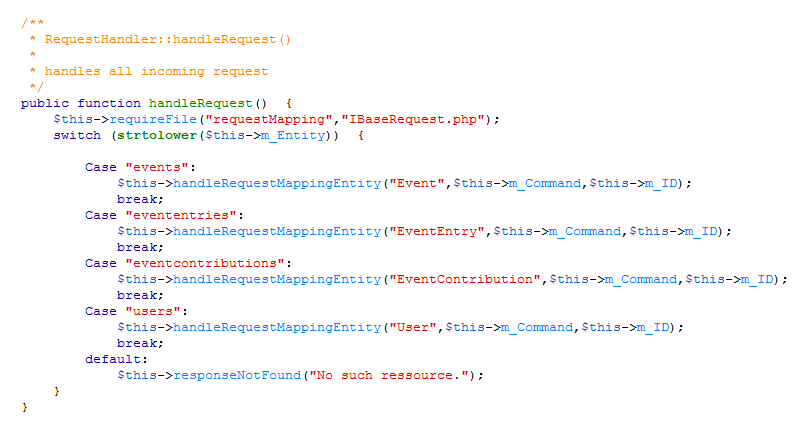 /**
 * RequestHandler::handleRequest()
 *
 * handles all incoming request
 */
public function handleRequest()  {
    $this->requireFile("requestMapping","IBaseRequest.php");
    switch (strtolower($this->m_Entity))  {

        Case "events":
            $this->handleRequestMappingEntity("Event",$this->m_Command,$this->m_ID);
            break;
        Case "evententries":
            $this->handleRequestMappingEntity("EventEntry",$this->m_Command,$this->m_ID);
            break;
        Case "eventcontributions":
            $this->handleRequestMappingEntity("EventContribution",$this->m_Command,$this->m_ID);
            break;
        Case "users":
            $this->handleRequestMappingEntity("User",$this->m_Command,$this->m_ID);
            break;
        default:
            $this->responseNotFound("No such ressource.");
    }
}